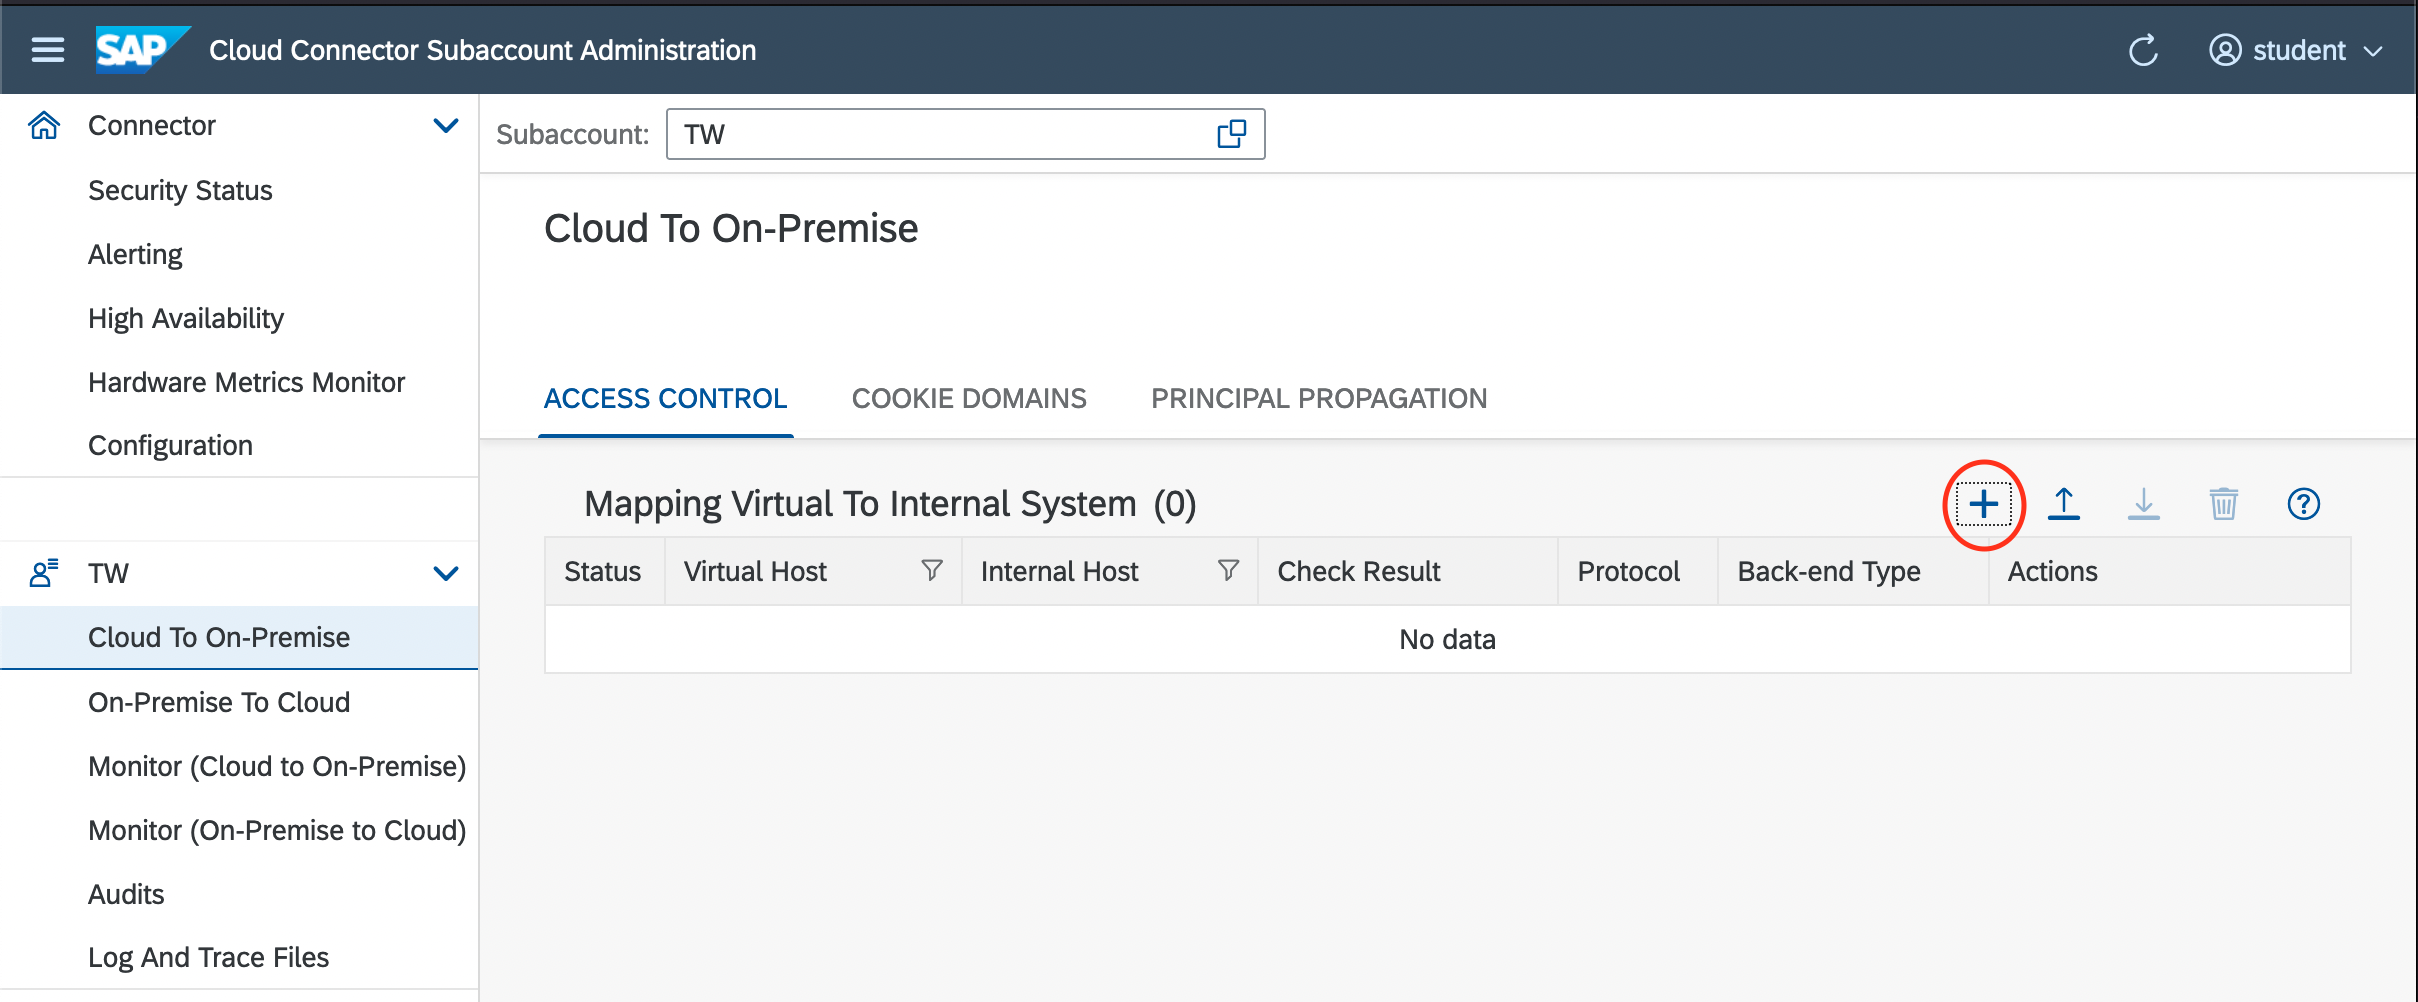 SAP Cloud Connector Subaccount Administration student
Connector
Security Status
Alerting
High Availability
Hardware Metrics Monitor
Configuration
TW
Cloud To On-Premise
On-Premise To Cloud
Monitor (Cloud to On-Premise)
Monitor (On-Premise to Cloud)
Audits
Log And Trace Files
Subaccount: TW
Cloud To On-Premise
ACCESS CONTROL COOKIE DOMAINS PRINCIPAL PROPAGATION
Mapping Virtual To Internal System (0)
Status Virtual Host Internal Host Check Result Protocol Back-end Type Actions
No data